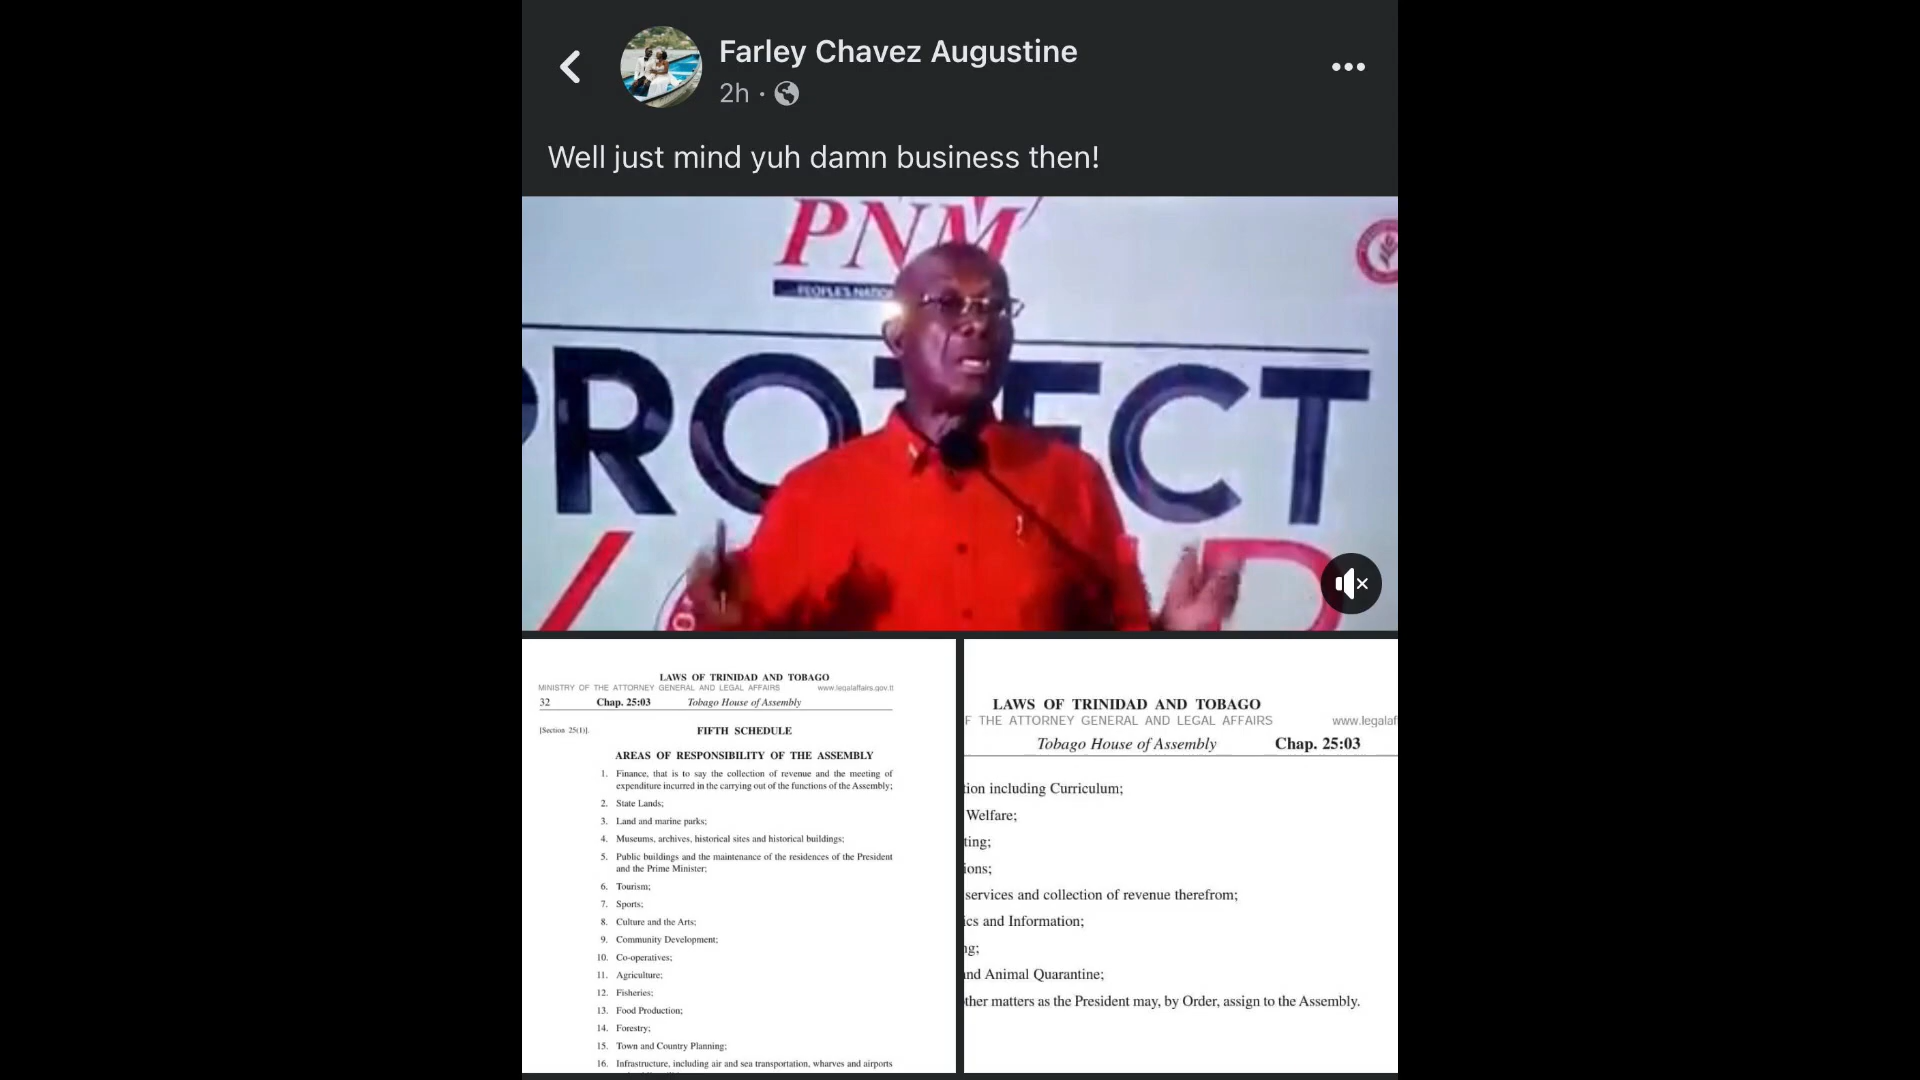 Farley Chavez Augustine
2h ·
Well just mind yuh damn business then!
PNM
PEOPLE'S NATIO
PROTECT
LAWS OF TRINIDAD AND TOBAGO
MINISTRY OF THE ATTORNEY GENERAL AND LEGAL AFFAIRS www.legalaffairs.gov.tt
32 Chap. 25:03 Tobago House of Assembly
[Section 25(1)]. FIFTH SCHEDULE
AREAS OF RESPONSIBILITY OF THE ASSEMBLY
1. Finance, that is to say the collection of revenue and the meeting of
expenditure incurred in the carrying out of the functions of the Assembly;
2. State Lands;
3. Land and marine parks;
4. Museums, archives, historical sites and historical buildings;
5. Public buildings and the maintenance of the residences of the President
and the Prime Minister;
6. Tourism;
7. Sports;
8. Culture and the Arts;
9. Community Development;
10. Co-operatives;
11. Agriculture;
12. Fisheries;
13. Food Production;
14. Forestry;
15. Town and Country Planning;
16. Infrastructure, including air and sea transportation, wharves and airports
LAWS OF TRINIDAD AND TOBAGO
F THE ATTORNEY GENERAL AND LEGAL AFFAIRS www.legalaf
Tobago House of Assembly Chap. 25:03
tion including Curriculum;
Welfare;
ting;
ions;
services and collection of revenue therefrom;
ics and Information;
ng;
and Animal Quarantine;
ther matters as the President may, by Order, assign to the Assembly.